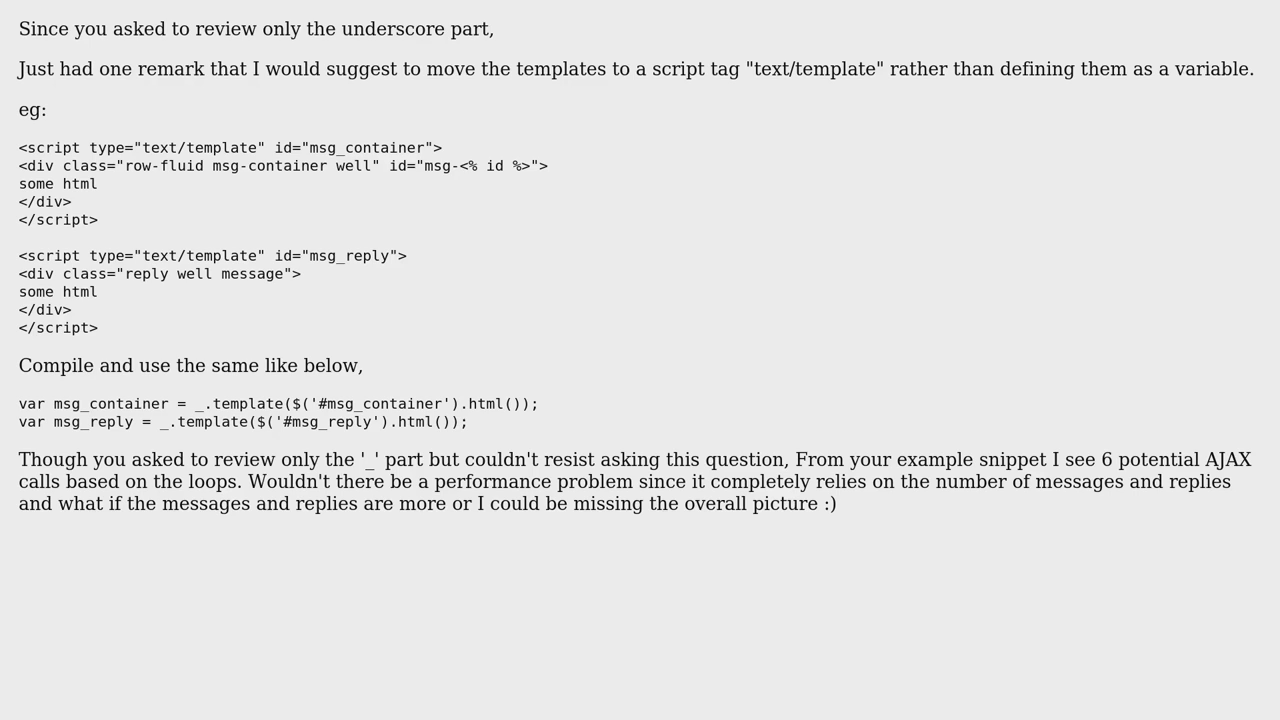 Since you asked to review only the underscore part,
Just had one remark that I would suggest to move the templates to a script tag "text/template" rather than defining them as a variable.
eg:
<script type="text/template" id="msg_container">
<div class="row-fluid msg-container well" id="msg-<% id %>">
some html
</div>
</script>
<script type="text/template" id="msg_reply">
<div class="reply well message">
some html
</div>
</script>
Compile and use the same like below,
var msg_container = _.template($('#msg_container').html());
var msg_reply = _.template($('#msg_reply').html());
Though you asked to review only the '_' part but couldn't resist asking this question, From your example snippet I see 6 potential AJAX
calls based on the loops. Wouldn't there be a performance problem since it completely relies on the number of messages and replies
and what if the messages and replies are more or I could be missing the overall picture :)